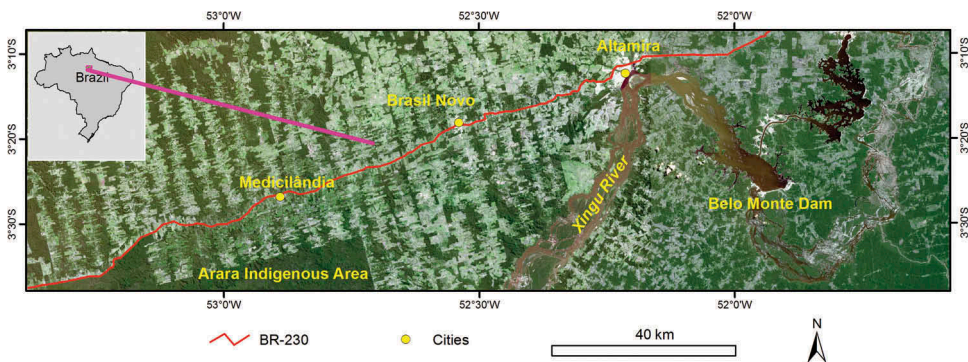 53°0'W
52°30'W
52°0'W
3°10'S
3°20'S
3°30'S
3°10'S
3°20'S
3°30'S
Brazil
Altamira
Brasil Novo
Medicilândia
Xingu River
Belo Monte Dam
Arara Indigenous Area
53°0'W
52°30'W
52°0'W
BR-230
Cities
40 km
N